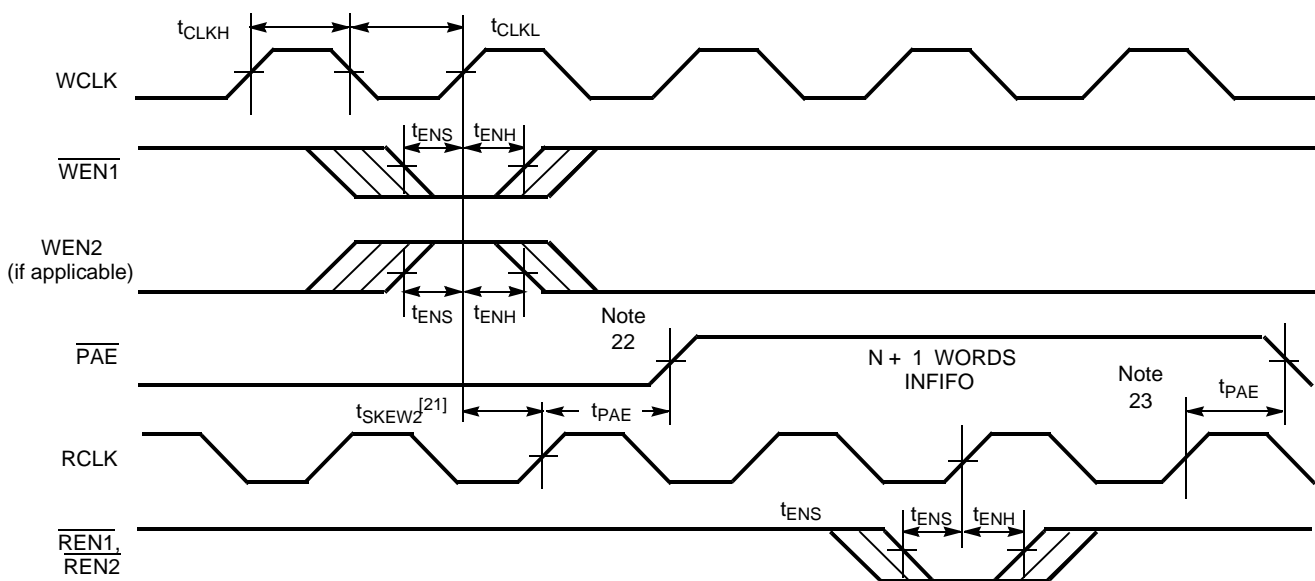 tCLKH
tCLKL
WCLK
tENS
tENH
WEN1
WEN2
(if applicable)
tENS
tENH
Note
22
PAE
N + 1 WORDS
INFIFO
Note
23
tPAE
tSKEW2[21]
tPAE
RCLK
tENS
tENS
tENH
REN1,
REN2